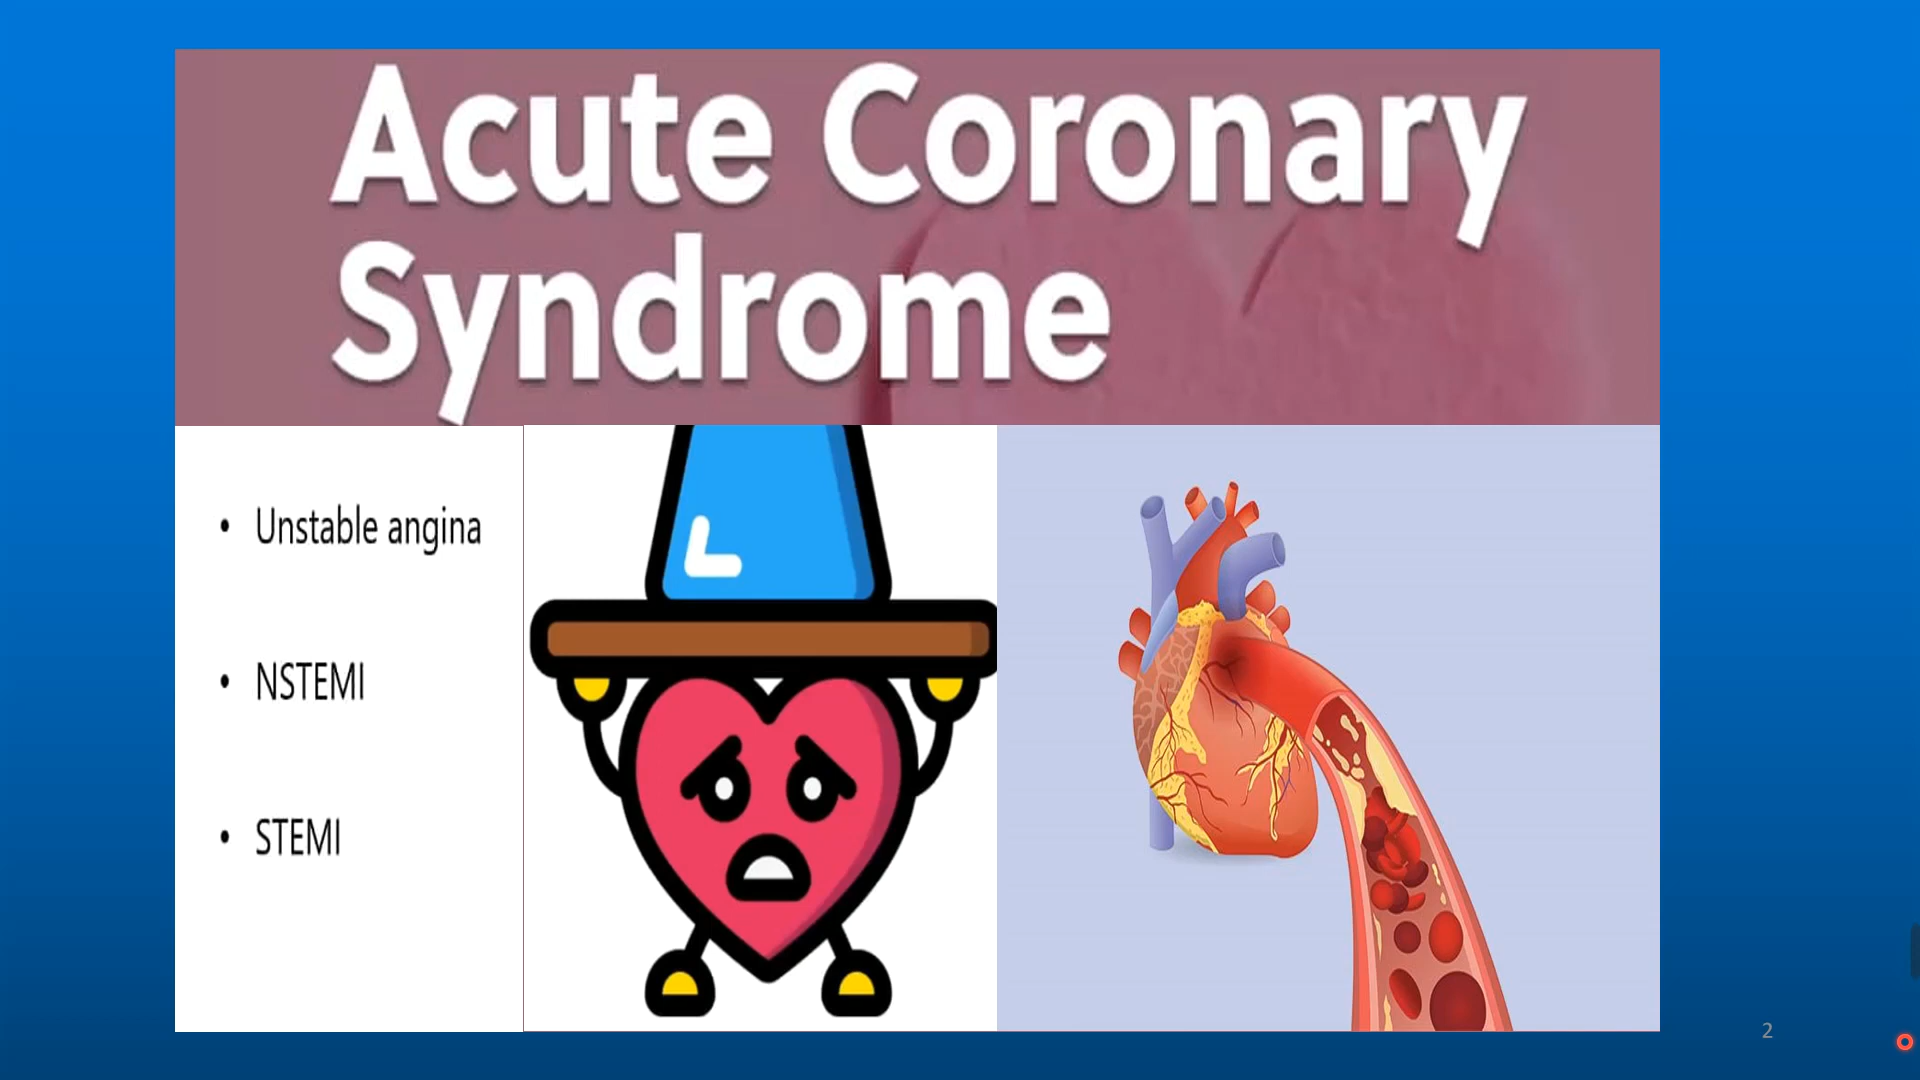 Acute Coronary
Syndrome
• Unstable angina
• NSTEMI
• STEMI
2